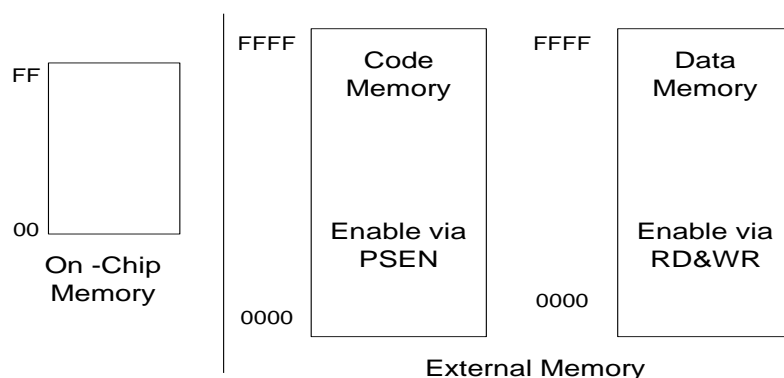 FF
00
On -Chip
Memory
FFFF
Code
Memory
Enable via
PSEN
0000
FFFF
Data
Memory
Enable via
RD&WR
0000
External Memory